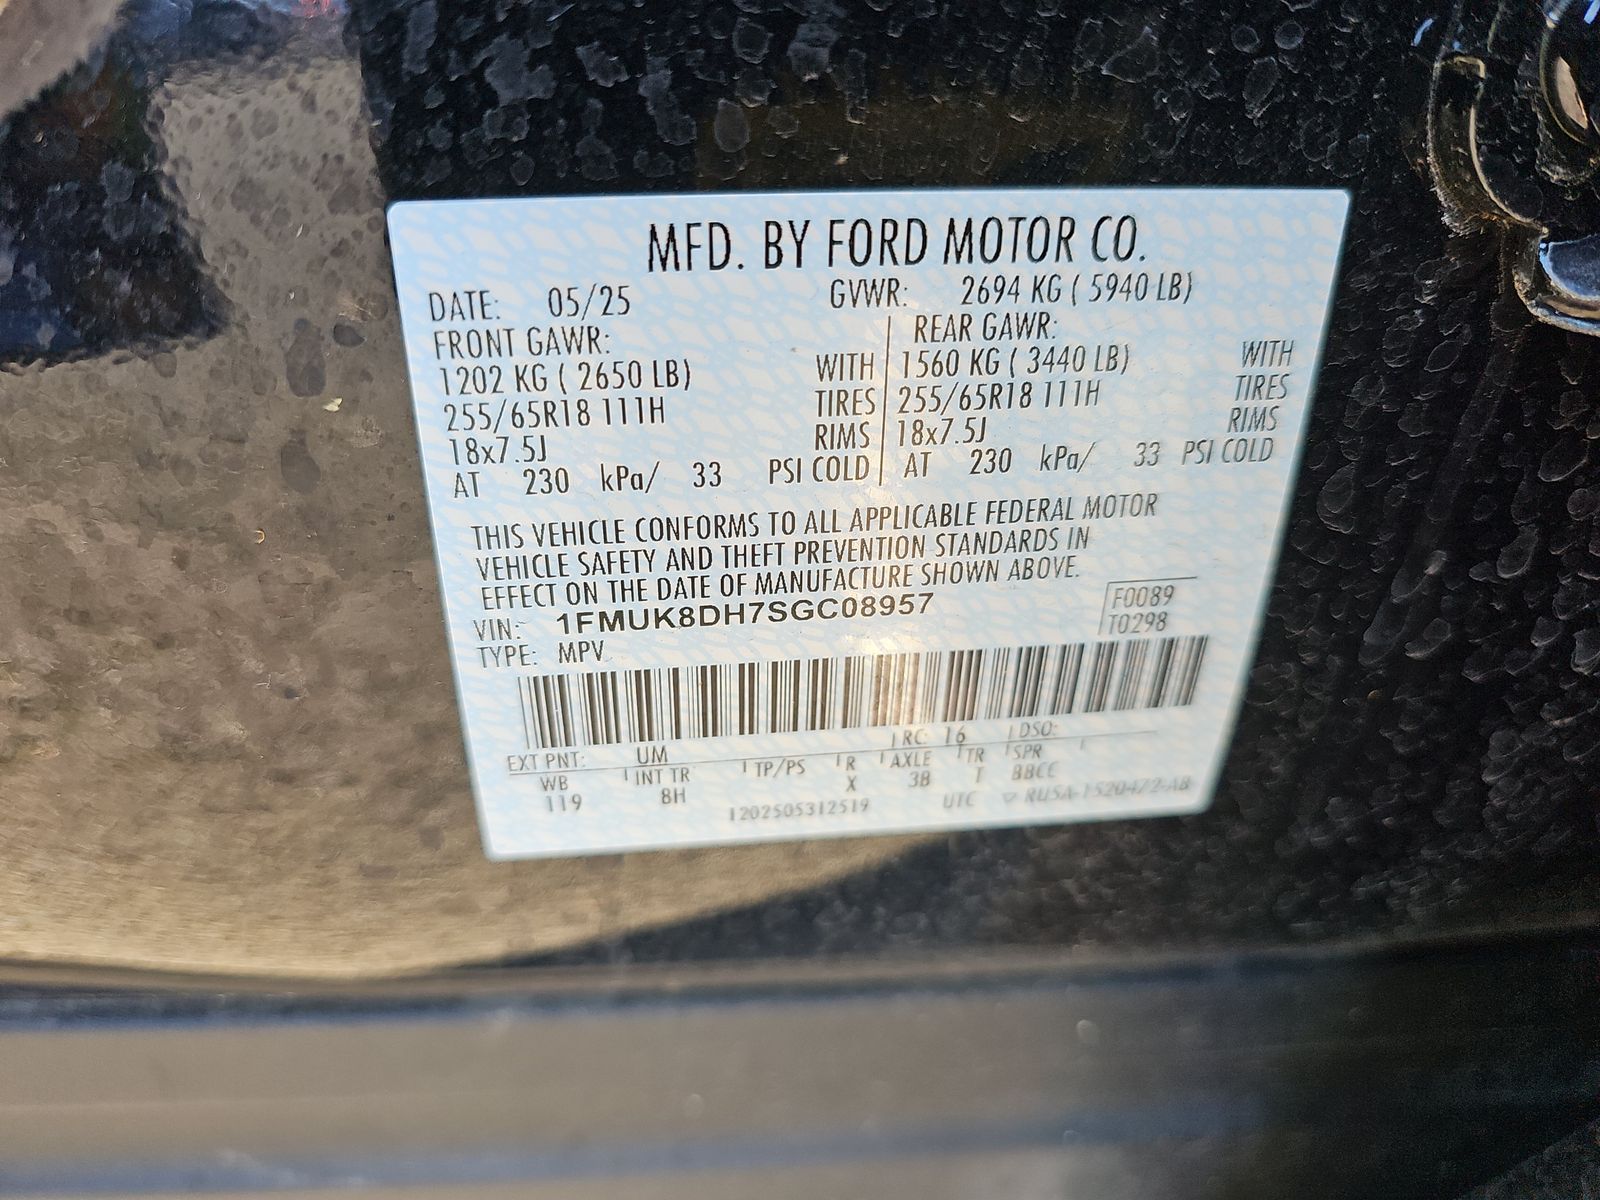 MFD. BY FORD MOTOR CO.
DATE: 05/25 GVWR: 2694 KG ( 5940 LB)
FRONT GAWR: REAR GAWR:
1202 KG ( 2650 LB) WITH 1560 KG ( 3440 LB) WITH
255/65R18 111H TIRES 255/65R18 111H TIRES
18x7.5J RIMS 18x7.5J RIMS
AT 230 kPa/ 33 PSI COLD AT 230 kPa/ 33 PSI COLD
THIS VEHICLE CONFORMS TO ALL APPLICABLE FEDERAL MOTOR
VEHICLE SAFETY AND THEFT PREVENTION STANDARDS IN
EFFECT ON THE DATE OF MANUFACTURE SHOWN ABOVE.
VIN: 1FMUK8DH7SGC08957 F0089
TYPE: MPV T0298
EXT PNT: UM RC: 16 DSO:
WB INT TR TP/PS R AXLE TR SPR
119 8H X 3B T BBCC
1202505312519 UTC